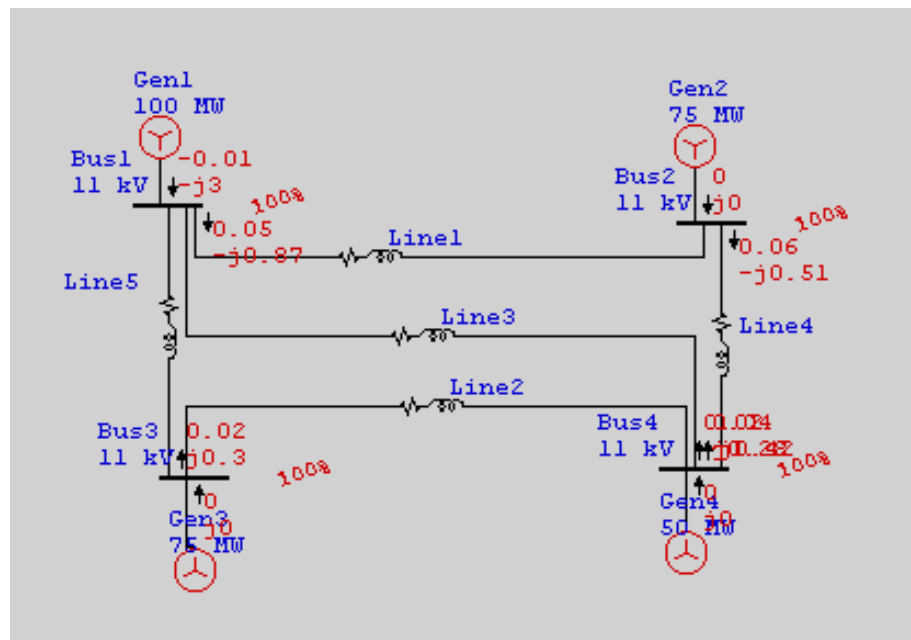 Gen1
100 MW
Bus1
11 kV
-0.01
-j3
100%
0.05
-j0.87
Gen2
75 MW
Bus2
11 kV
0
j0
100%
0.06
-j0.51
Line1
Line5
Line3
Line4
Line2
Bus3
11 kV
0.02
j0.3
100%
0
j0
Gen3
75 MW
Bus4
11 kV
100%
0
j0
Gen4
50 MW